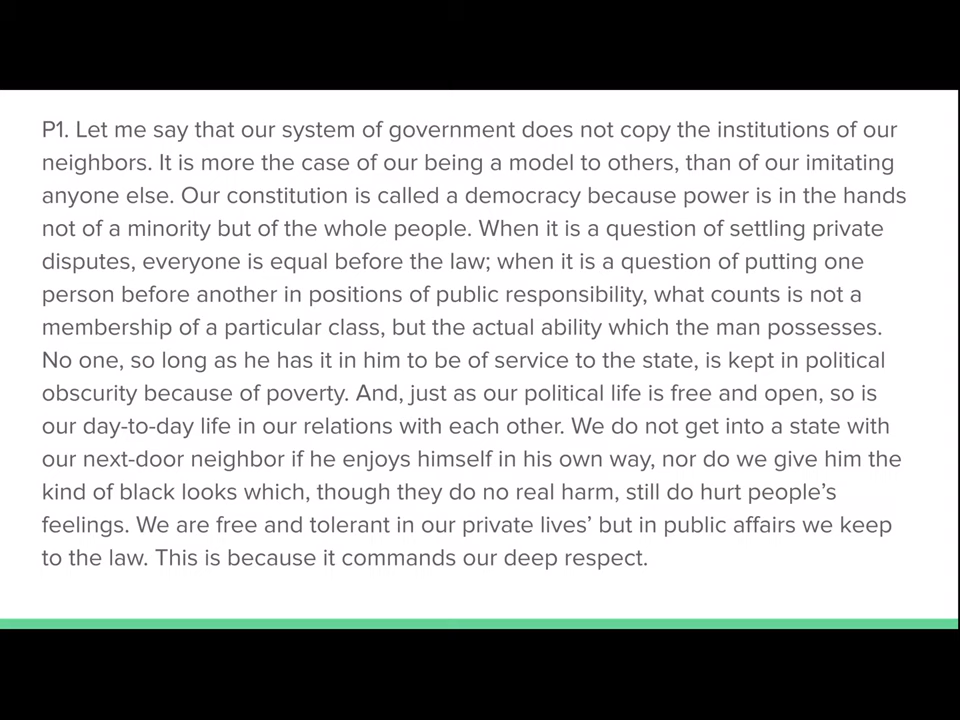 P1. Let me say that our system of government does not copy the institutions of our
neighbors. It is more the case of our being a model to others, than of our imitating
anyone else. Our constitution is called a democracy because power is in the hands
not of a minority but of the whole people. When it is a question of settling private
disputes, everyone is equal before the law; when it is a question of putting one
person before another in positions of public responsibility, what counts is not a
membership of a particular class, but the actual ability which the man possesses.
No one, so long as he has it in him to be of service to the state, is kept in political
obscurity because of poverty. And, just as our political life is free and open, so is
our day-to-day life in our relations with each other. We do not get into a state with
our next-door neighbor if he enjoys himself in his own way, nor do we give him the
kind of black looks which, though they do no real harm, still do hurt people’s
feelings. We are free and tolerant in our private lives’ but in public affairs we keep
to the law. This is because it commands our deep respect.